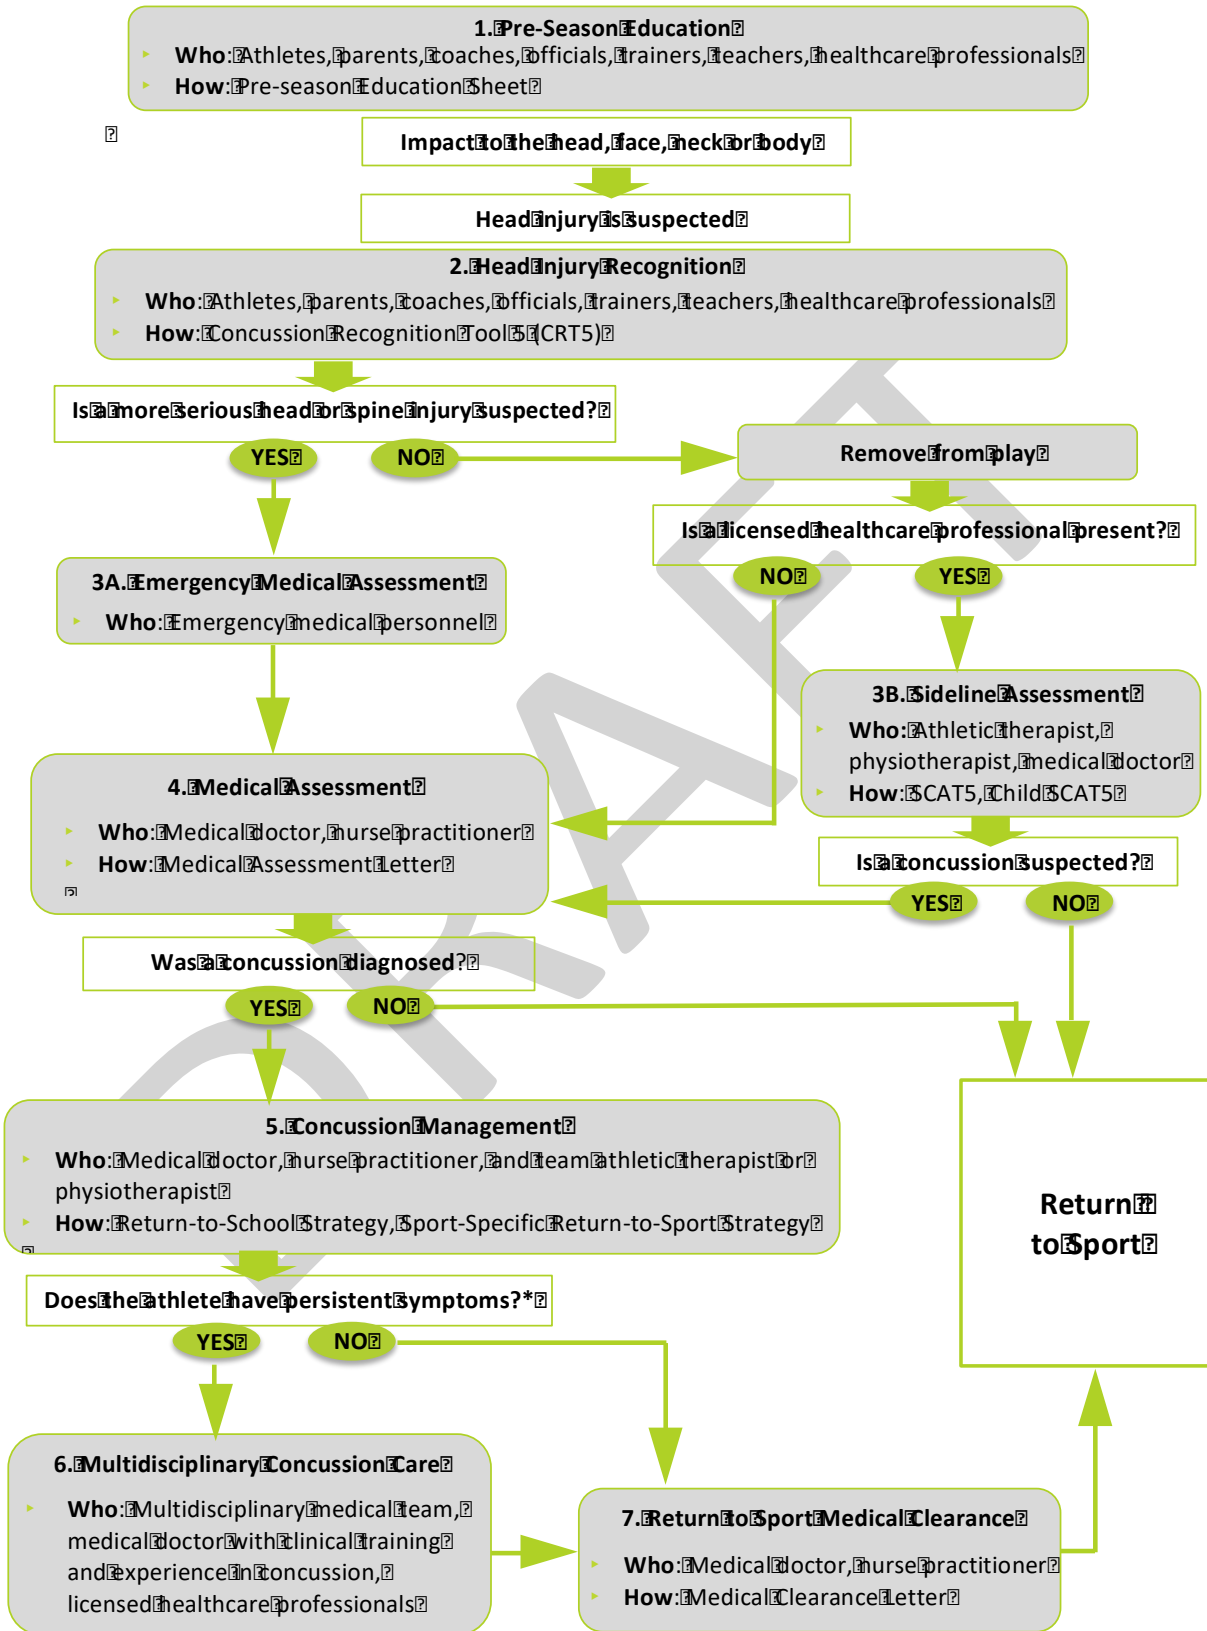 1. Pre-Season Education
▸ Who: Athletes, parents, coaches, officials, trainers, teachers, healthcare professionals
▸ How: Pre-season Education Sheet
Impact to the head, face, neck or body
Head injury is suspected
2. Head Injury Recognition
▸ Who: Athletes, parents, coaches, officials, trainers, teachers, healthcare professionals
▸ How: Concussion Recognition Tool 5 (CRT5)
Is a more serious head or spine injury suspected?
YES
NO
Remove from play
Is a licensed healthcare professional present?
NO
YES
3A. Emergency Medical Assessment
▸ Who: Emergency medical personnel
3B. Sideline Assessment
▸ Who: Athletic therapist,
physiotherapist, medical doctor
▸ How: SCAT5, Child SCAT5
4. Medical Assessment
▸ Who: Medical doctor, nurse practitioner
▸ How: Medical Assessment Letter
Is a concussion suspected?
YES
NO
Was a concussion diagnosed?
YES
NO
5. Concussion Management
▸ Who: Medical doctor, nurse practitioner, and team athletic therapist or
physiotherapist
▸ How: Return-to-School Strategy, Sport-Specific Return-to-Sport Strategy
Return
to Sport
Does the athlete have persistent symptoms?*
YES
NO
6. Multidisciplinary Concussion Care
▸ Who: Multidisciplinary medical team,
medical doctor with clinical training
and experience in concussion,
licensed healthcare professionals
7. Return to Sport Medical Clearance
▸ Who: Medical doctor, nurse practitioner
▸ How: Medical Clearance Letter
DRAFT